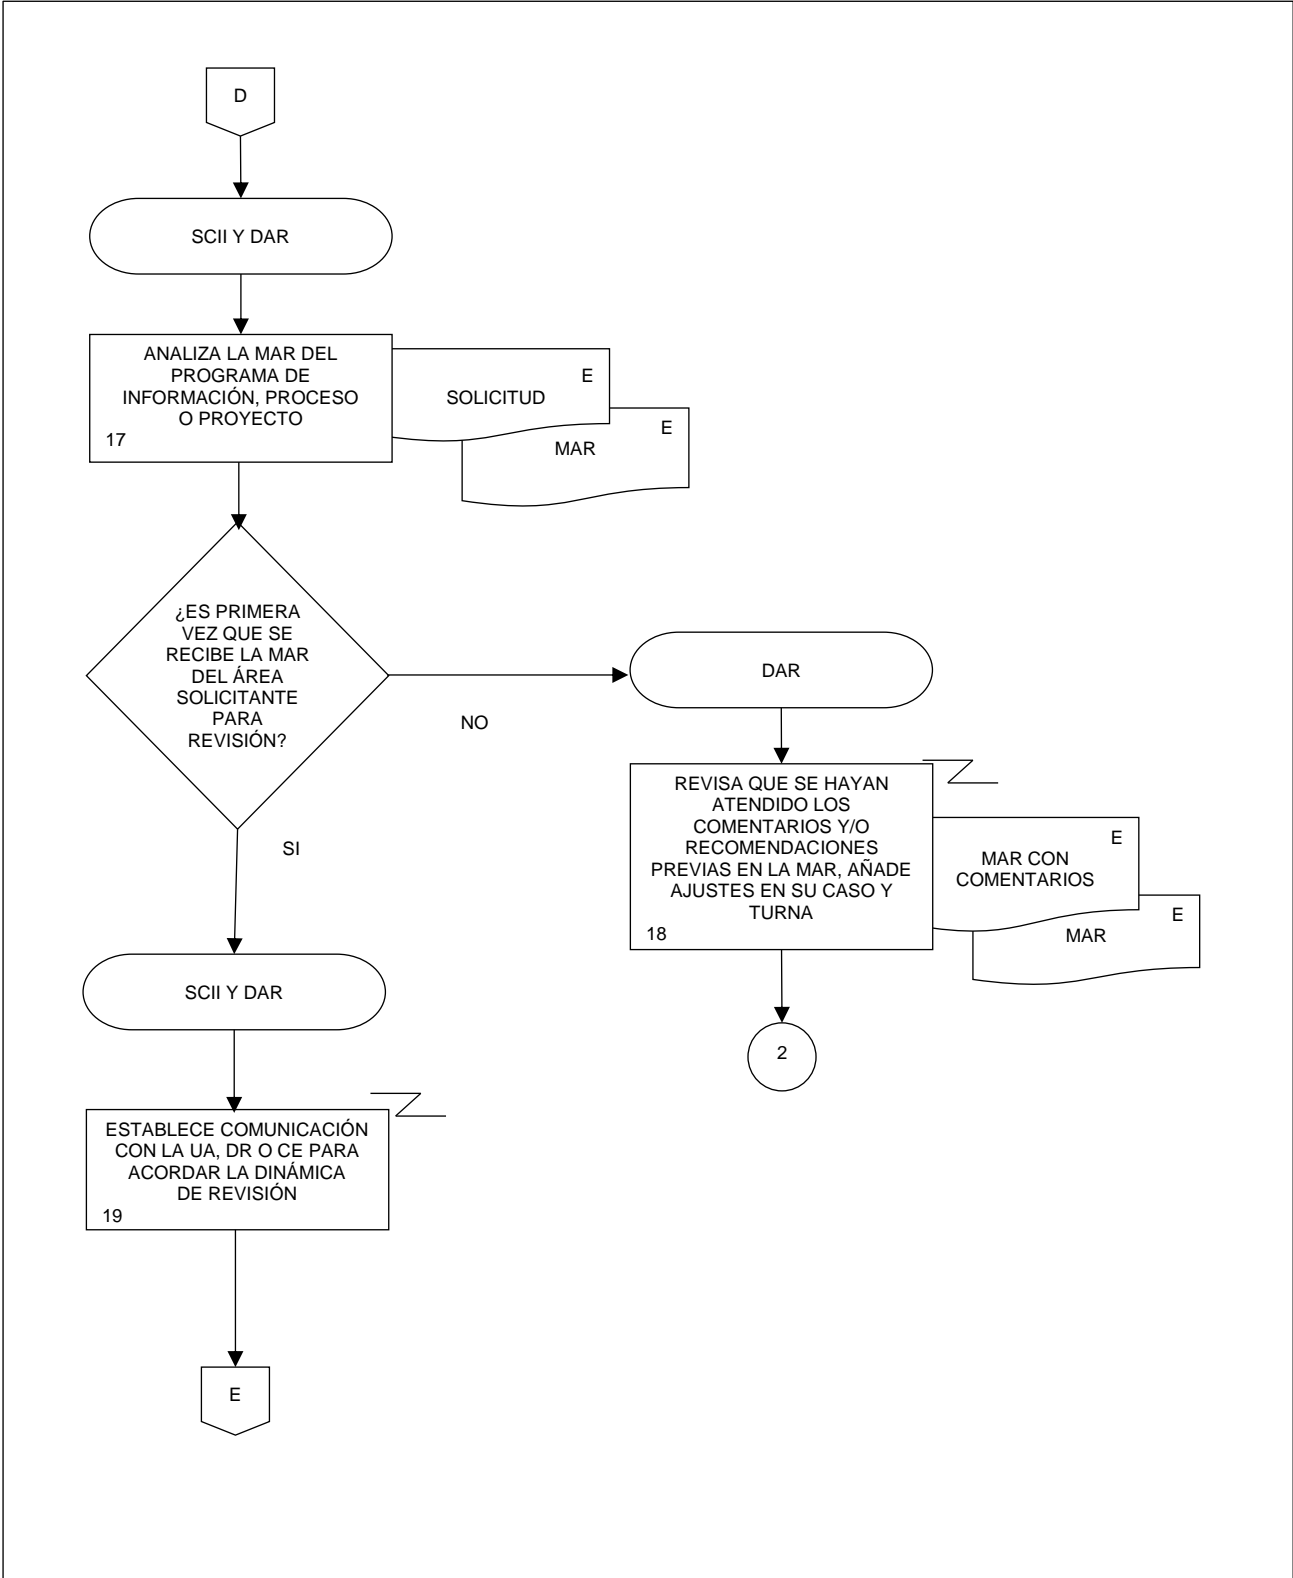 D
SCII Y DAR
ANALIZA LA MAR DEL
PROGRAMA DE
INFORMACIÓN, PROCESO
O PROYECTO
17
E
SOLICITUD
E
MAR
¿ES PRIMERA
VEZ QUE SE
RECIBE LA MAR
DEL ÁREA
SOLICITANTE
PARA
REVISIÓN?
NO
DAR
REVISA QUE SE HAYAN
ATENDIDO LOS
COMENTARIOS Y/O
RECOMENDACIONES
PREVIAS EN LA MAR, AÑADE
AJUSTES EN SU CASO Y
TURNA
18
E
MAR CON
COMENTARIOS
E
MAR
2
SI
SCII Y DAR
ESTABLECE COMUNICACIÓN
CON LA UA, DR O CE PARA
ACORDAR LA DINÁMICA
DE REVISIÓN
19
E